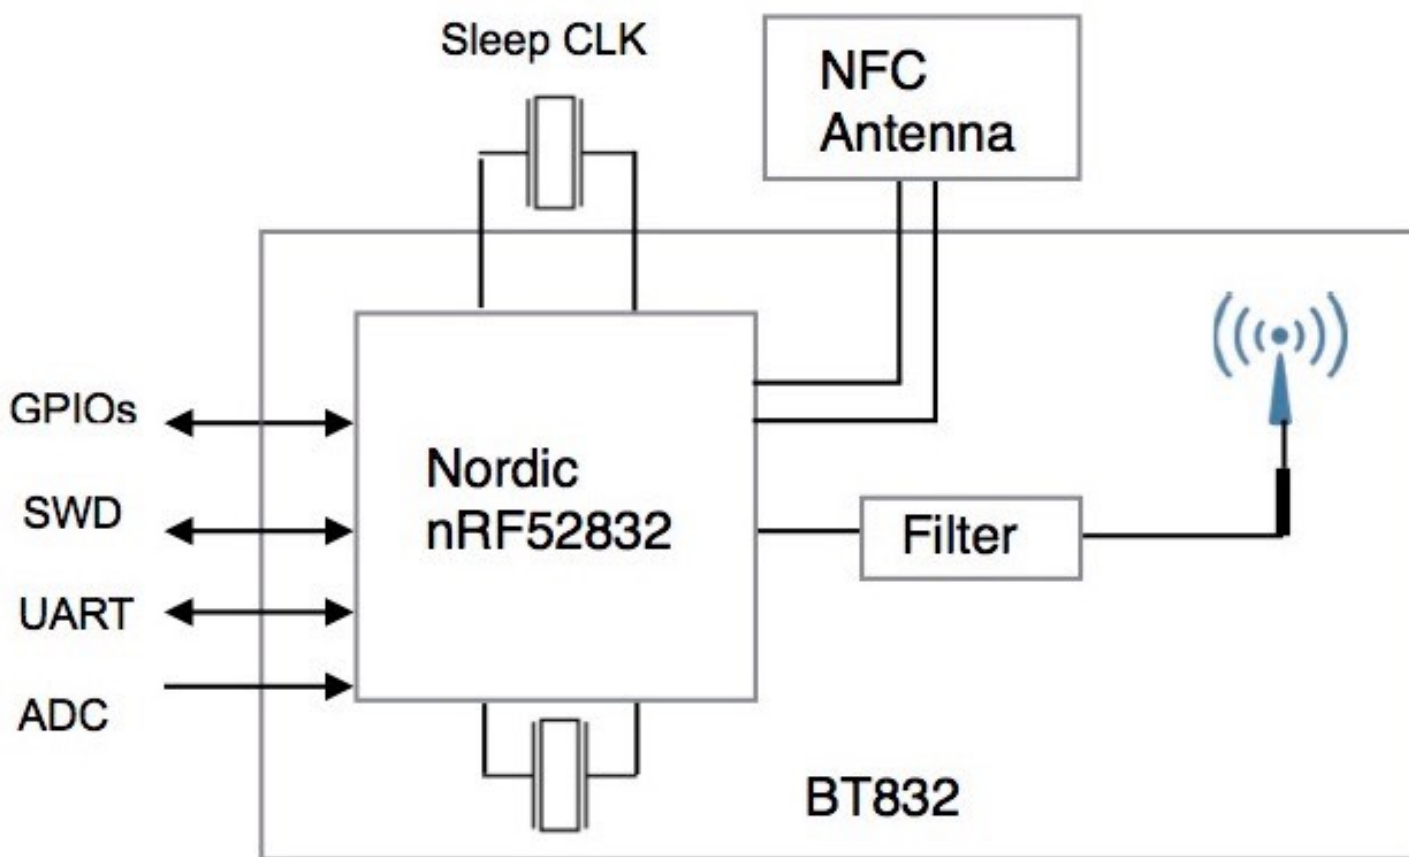 Sleep CLK
NFC
Antenna
GPIOs
SWD
UART
ADC
Nordic
nRF52832
Filter
BT832